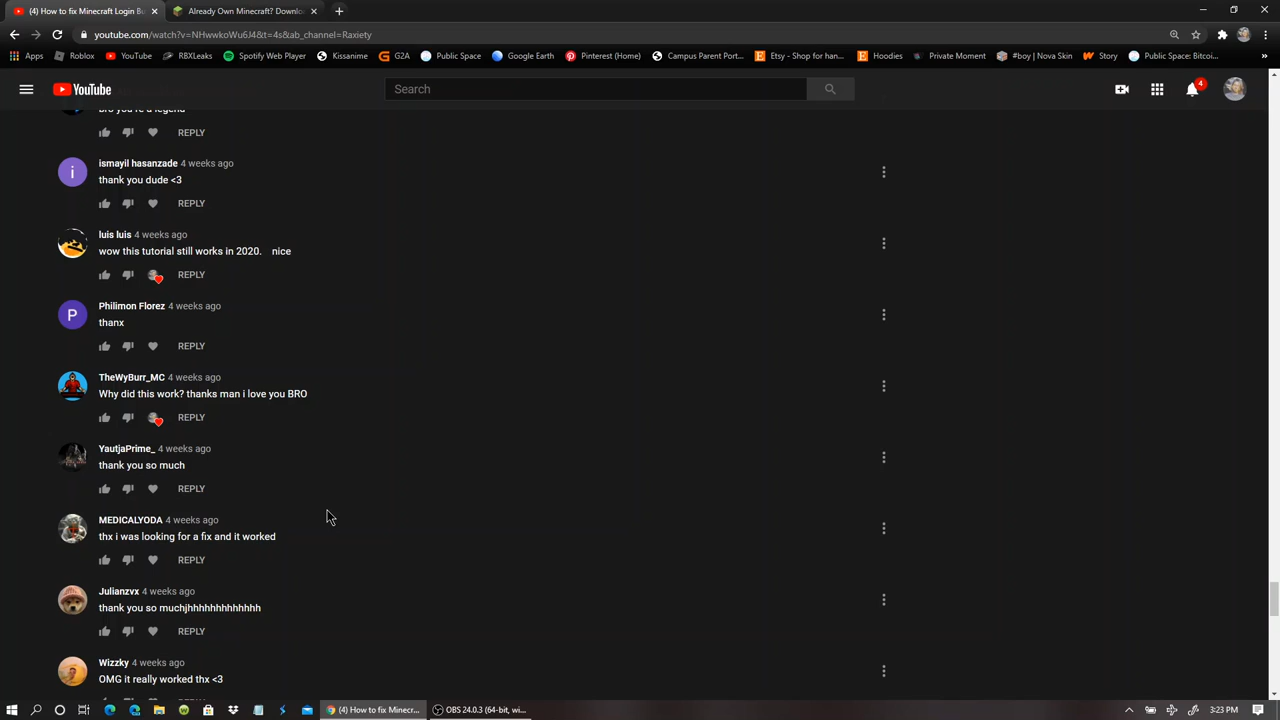 (4) How to fix Minecraft Login Bu
Already Own Minecraft? Downlo
youtube.com/watch?v=NHwwkoWu6J4&t=4s&ab_channel=Raxiety
Apps Roblox YouTube RBXLeaks Spotify Web Player Kissanime G2A Public Space Google Earth Pinterest (Home) Campus Parent Port... Etsy - Shop for han... Hoodies Private Moment #boy | Nova Skin Story Public Space: Bitcoi...
YouTube
Search
4
Bro you're a legend
REPLY
i
ismayil hasanzade 4 weeks ago
thank you dude <3
REPLY
luis luis 4 weeks ago
wow this tutorial still works in 2020. nice
REPLY
P
Philimon Florez 4 weeks ago
thanx
REPLY
TheWyBurr_MC 4 weeks ago
Why did this work? thanks man i love you BRO
REPLY
YautjaPrime_ 4 weeks ago
thank you so much
REPLY
MEDICALYODA 4 weeks ago
thx i was looking for a fix and it worked
REPLY
Julianzvx 4 weeks ago
thank you so muchjhhhhhhhhhhhhh
REPLY
Wizzky 4 weeks ago
OMG it really worked thx <3
(4) How to fix Minecr... OBS 24.0.3 (64-bit, wi... 3:23 PM